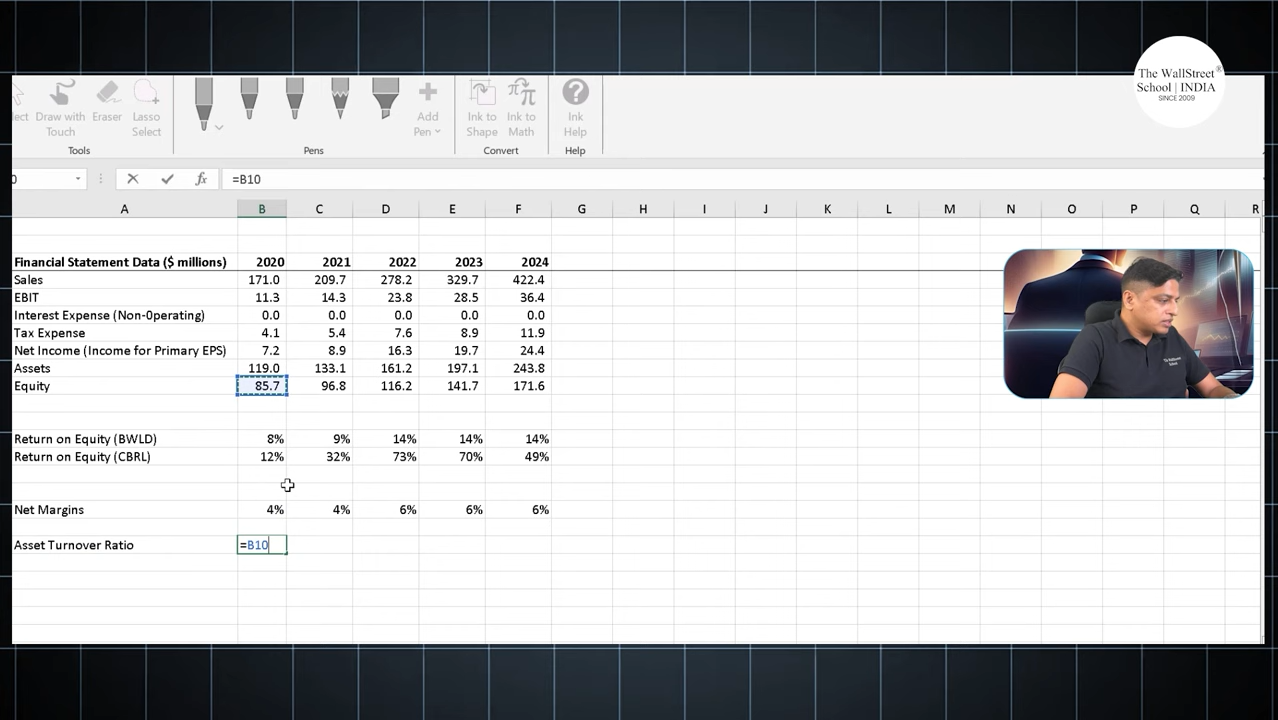 The WallStreet®
School | INDIA
SINCE 2009
ect
Draw with Touch
Eraser
Lasso Select
Add Pen
Ink to Shape
Ink to Math
Ink Help
Tools
Pens
Convert
Help
0
fx
=B10
A B C D E F G H I J K L M N O P Q R
Financial Statement Data ($ millions) 2020 2021 2022 2023 2024
Sales 171.0 209.7 278.2 329.7 422.4
EBIT 11.3 14.3 23.8 28.5 36.4
Interest Expense (Non-Operating) 0.0 0.0 0.0 0.0 0.0
Tax Expense 4.1 5.4 7.6 8.9 11.9
Net Income (Income for Primary EPS) 7.2 8.9 16.3 19.7 24.4
Assets 119.0 133.1 161.2 197.1 243.8
Equity 85.7 96.8 116.2 141.7 171.6
Return on Equity (BWLD) 8% 9% 14% 14% 14%
Return on Equity (CBRL) 12% 32% 73% 70% 49%
Net Margins 4% 4% 6% 6% 6%
Asset Turnover Ratio =B10